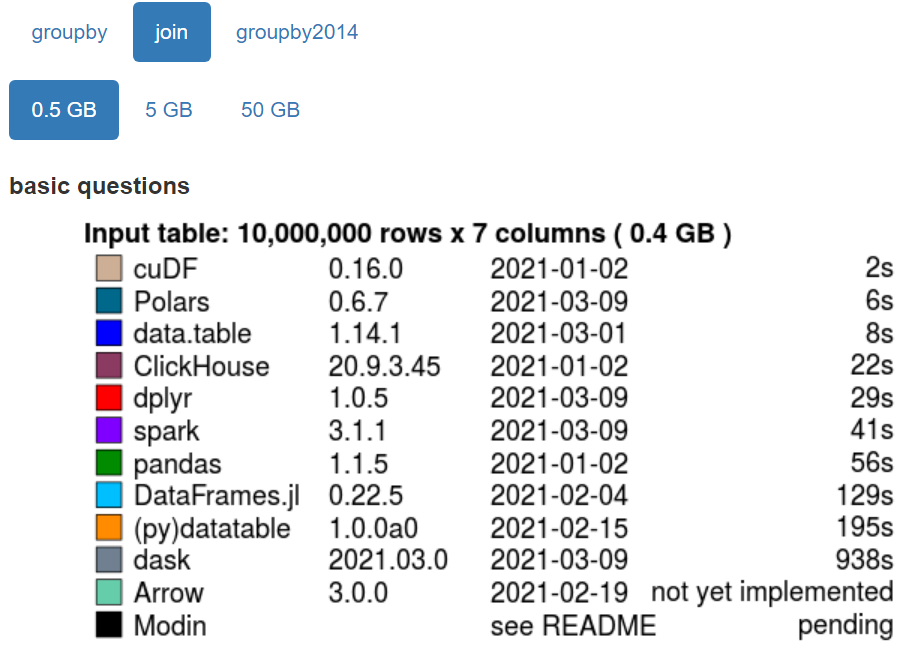 groupby join groupby2014
0.5 GB 5 GB 50 GB
basic questions
Input table: 10,000,000 rows x 7 columns ( 0.4 GB )
cuDF 0.16.0 2021-01-02 2s
Polars 0.6.7 2021-03-09 6s
data.table 1.14.1 2021-03-01 8s
ClickHouse 20.9.3.45 2021-01-02 22s
dplyr 1.0.5 2021-03-09 29s
spark 3.1.1 2021-03-09 41s
pandas 1.1.5 2021-01-02 56s
DataFrames.jl 0.22.5 2021-02-04 129s
(py)datatable 1.0.0a0 2021-02-15 195s
dask 2021.03.0 2021-03-09 938s
Arrow 3.0.0 2021-02-19 not yet implemented
Modin see README pending